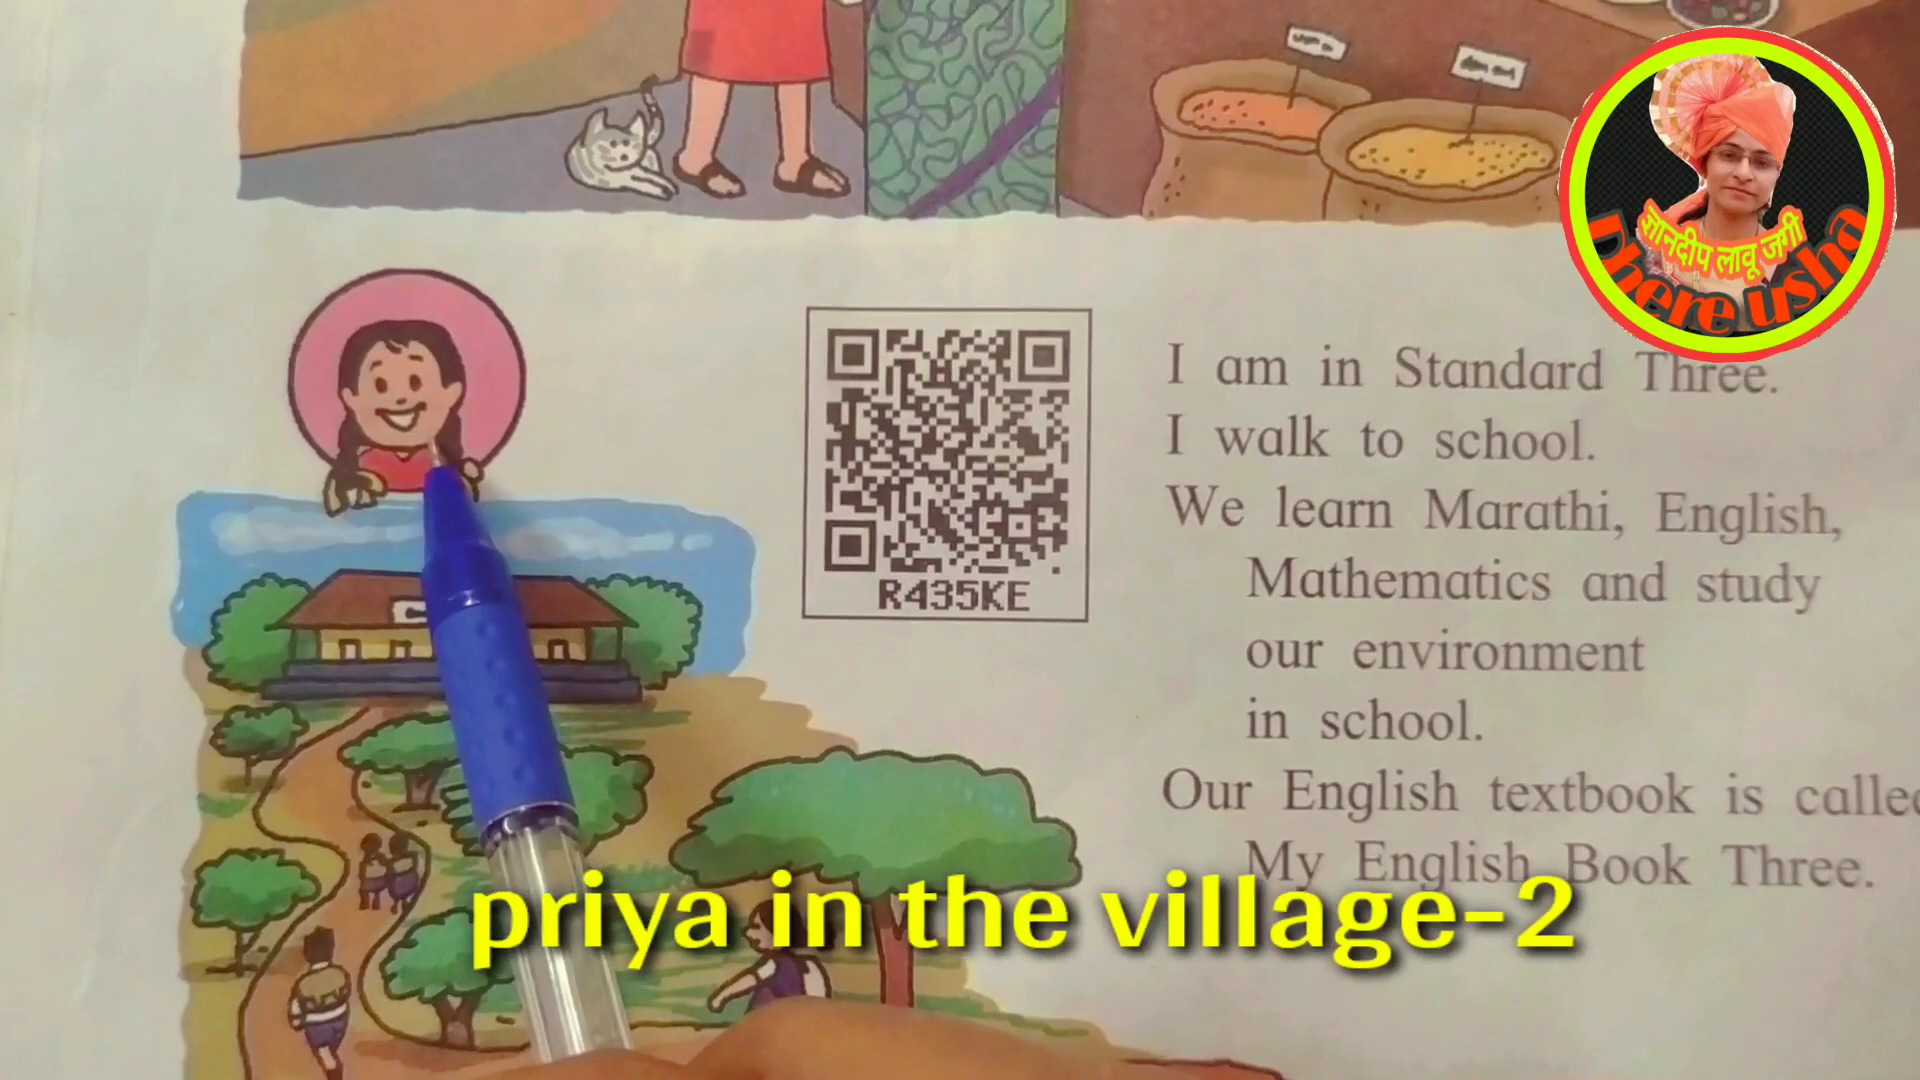 ज्ञानदीप लावू जगी
Dhere usha
I am in Standard Three.
I walk to school.
We learn Marathi, English,
Mathematics and study
our environment
in school.
Our English textbook is called
My English Book Three.
R435KE
priya in the village-2